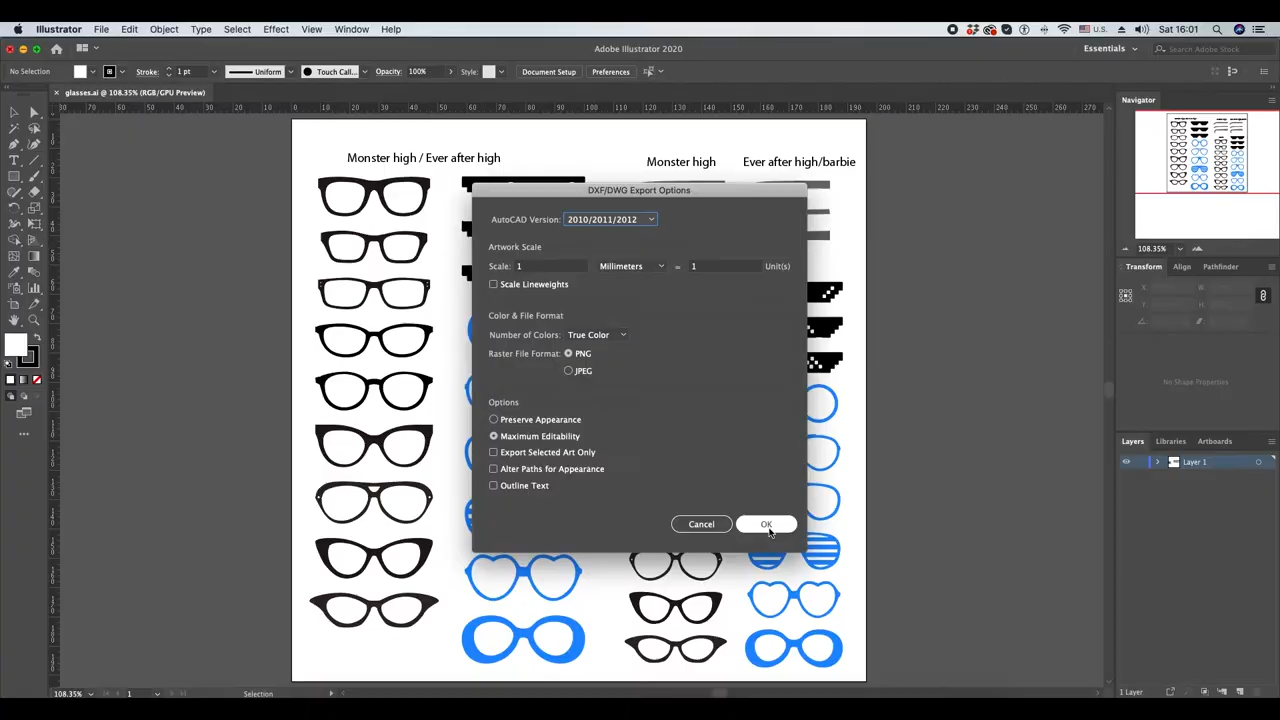 Illustrator File Edit Object Type Select Effect View Window Help
U.S. Sat 16:01
Adobe Illustrator 2020
Essentials
Search Adobe Stock
No Selection
Stroke: 1 pt
Uniform
Touch Call...
Opacity: 100%
Style:
Document Setup
Preferences
glasses.ai @ 108.35% (RGB/GPU Preview)
Monster high / Ever after high
Monster high
Ever after high/barbie
DXF/DWG Export Options
AutoCAD Version: 2010/2011/2012
Artwork Scale
Scale: 1 Millimeters = 1 Unit(s)
Scale Lineweights
Color & File Format
Number of Colors: True Color
Raster File Format: PNG
JPEG
Options
Preserve Appearance
Maximum Editability
Export Selected Art Only
Alter Paths for Appearance
Outline Text
Cancel OK
Navigator
108.35%
Transform Align Pathfinder
X: W:
Y: H:
No Shape Properties
Layers Libraries Artboards
Layer 1
1 Layer
108.35% 1 Selection